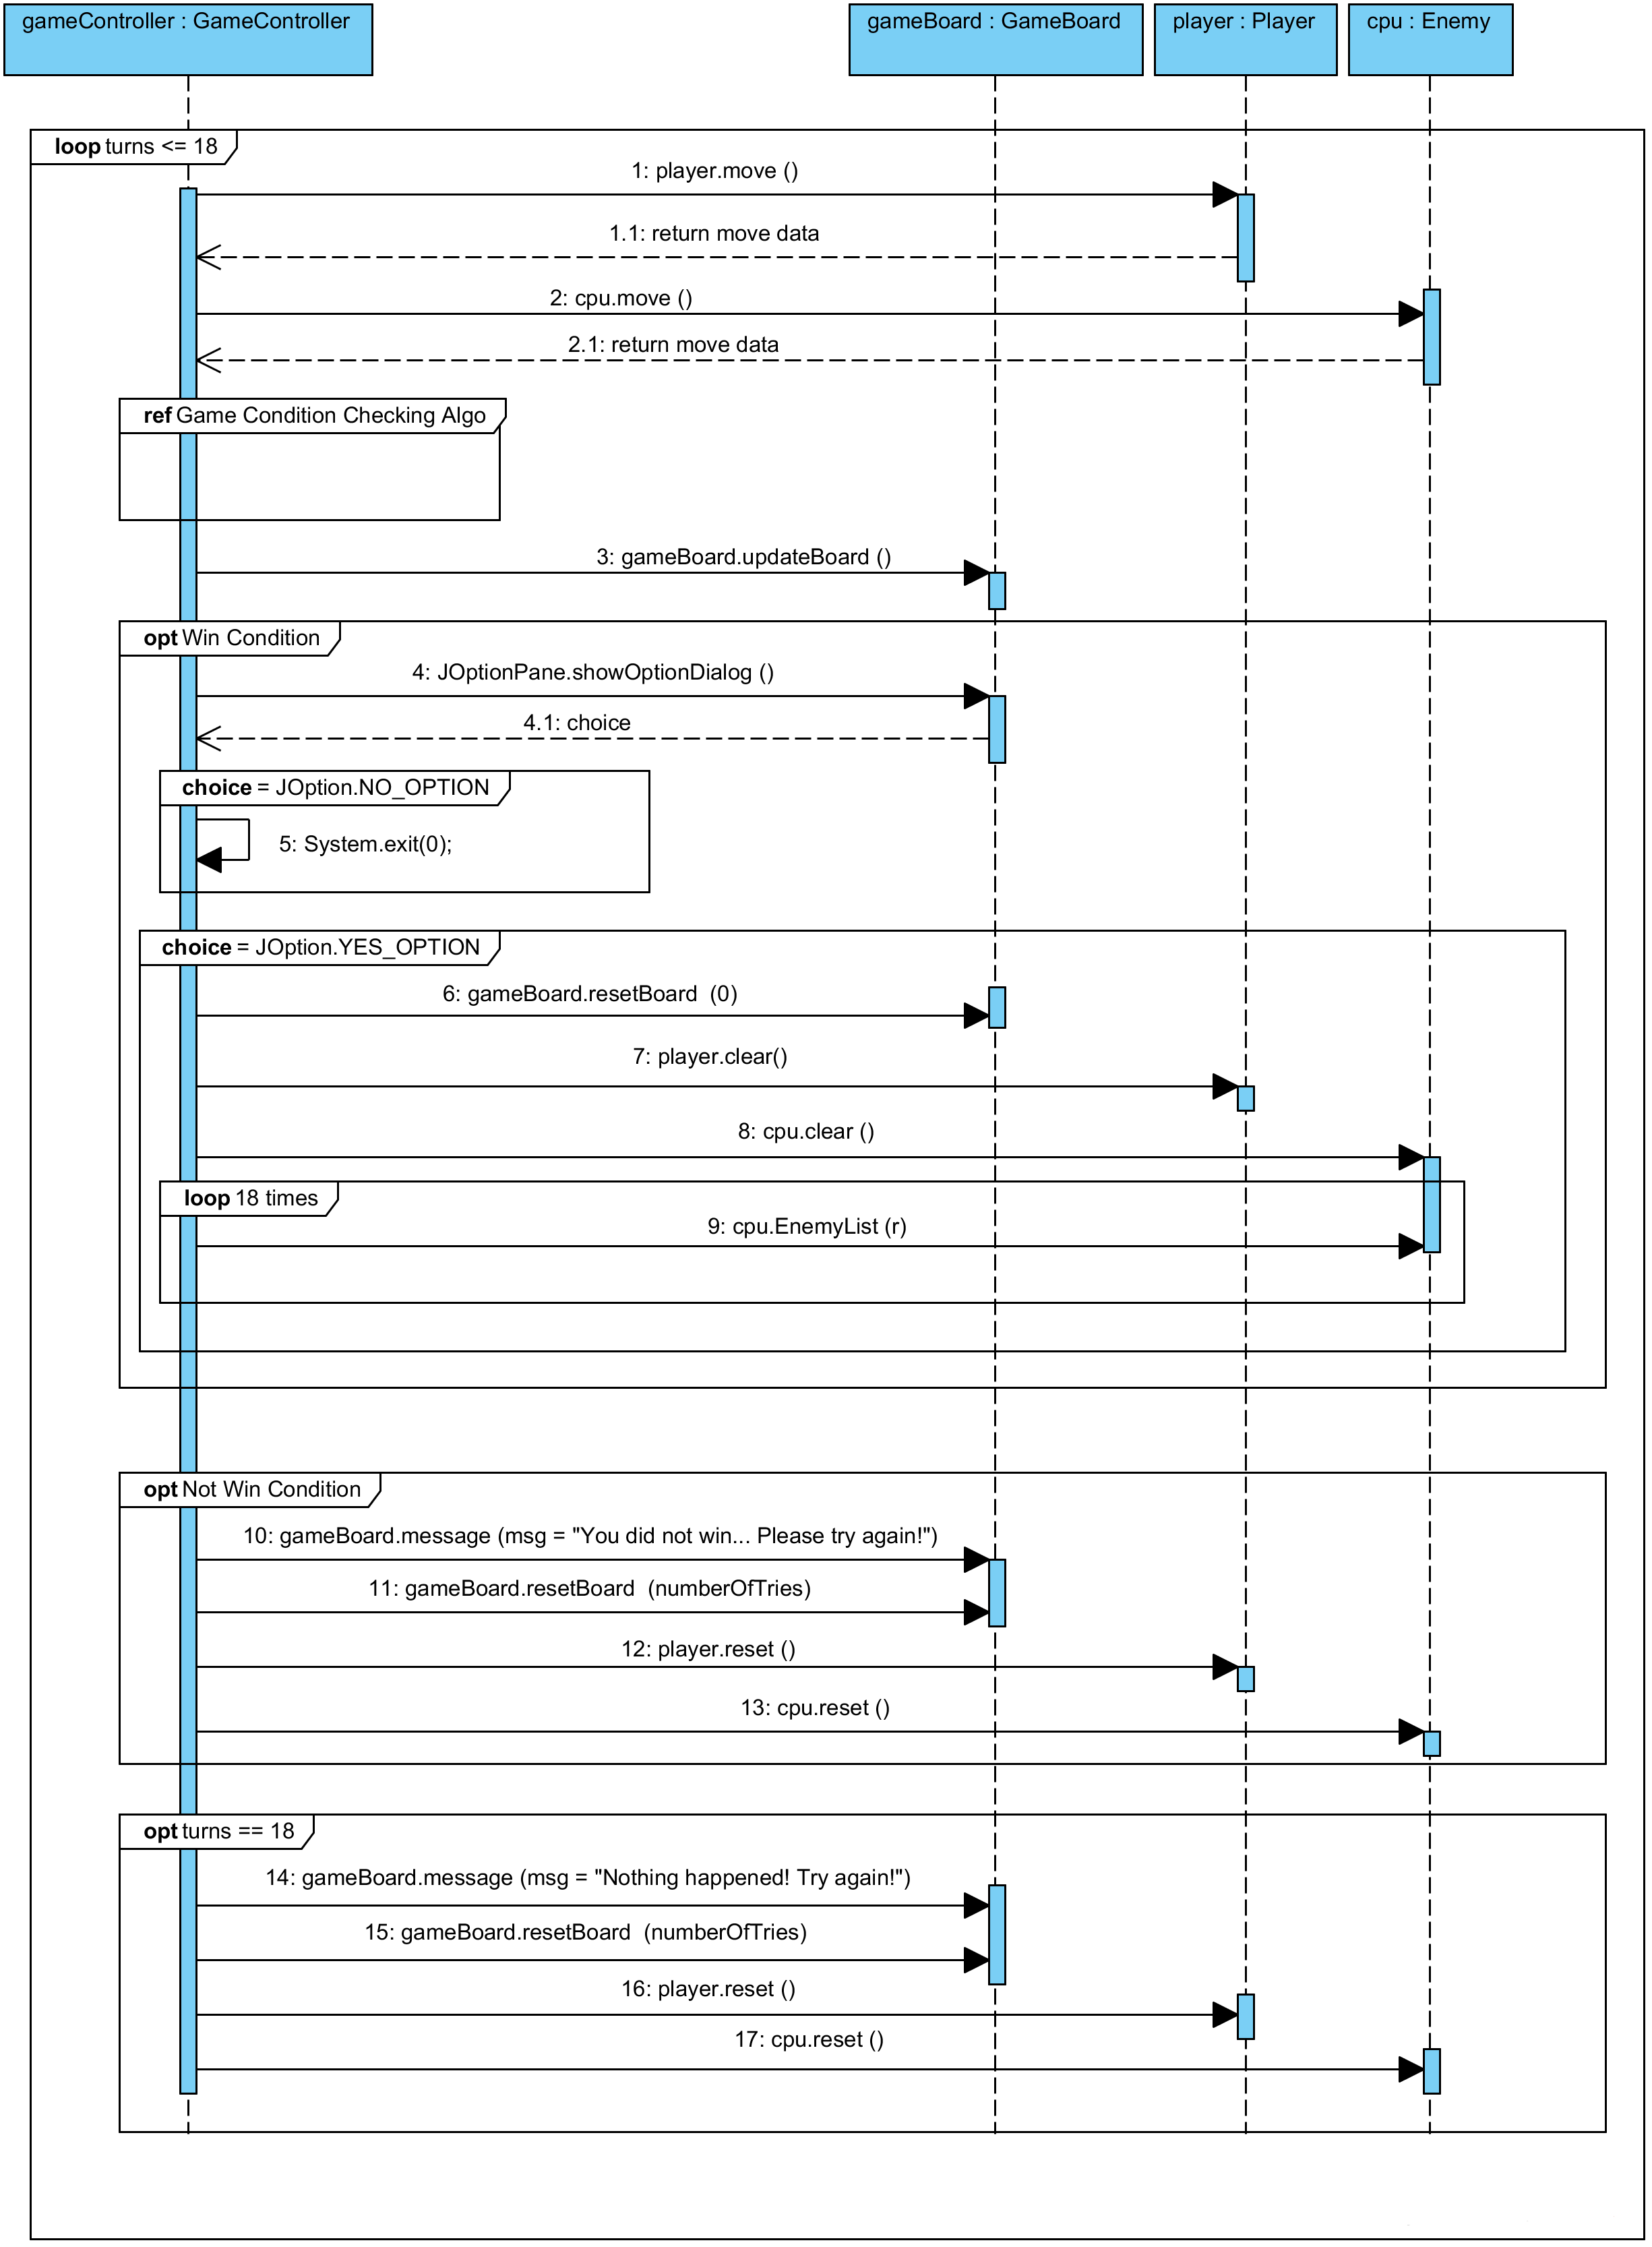 gameController : GameController
gameBoard : GameBoard
player : Player
cpu : Enemy
loop turns <= 18
1: player.move ()
1.1: return move data
2: cpu.move ()
2.1: return move data
ref Game Condition Checking Algo
3: gameBoard.updateBoard ()
opt Win Condition
4: JOptionPane.showOptionDialog ()
4.1: choice
choice = JOption.NO_OPTION
5: System.exit(0);
choice = JOption.YES_OPTION
6: gameBoard.resetBoard (0)
7: player.clear()
8: cpu.clear ()
loop 18 times
9: cpu.EnemyList (r)
opt Not Win Condition
10: gameBoard.message (msg = "You did not win... Please try again!")
11: gameBoard.resetBoard (numberOfTries)
12: player.reset ()
13: cpu.reset ()
opt turns == 18
14: gameBoard.message (msg = "Nothing happened! Try again!")
15: gameBoard.resetBoard (numberOfTries)
16: player.reset ()
17: cpu.reset ()